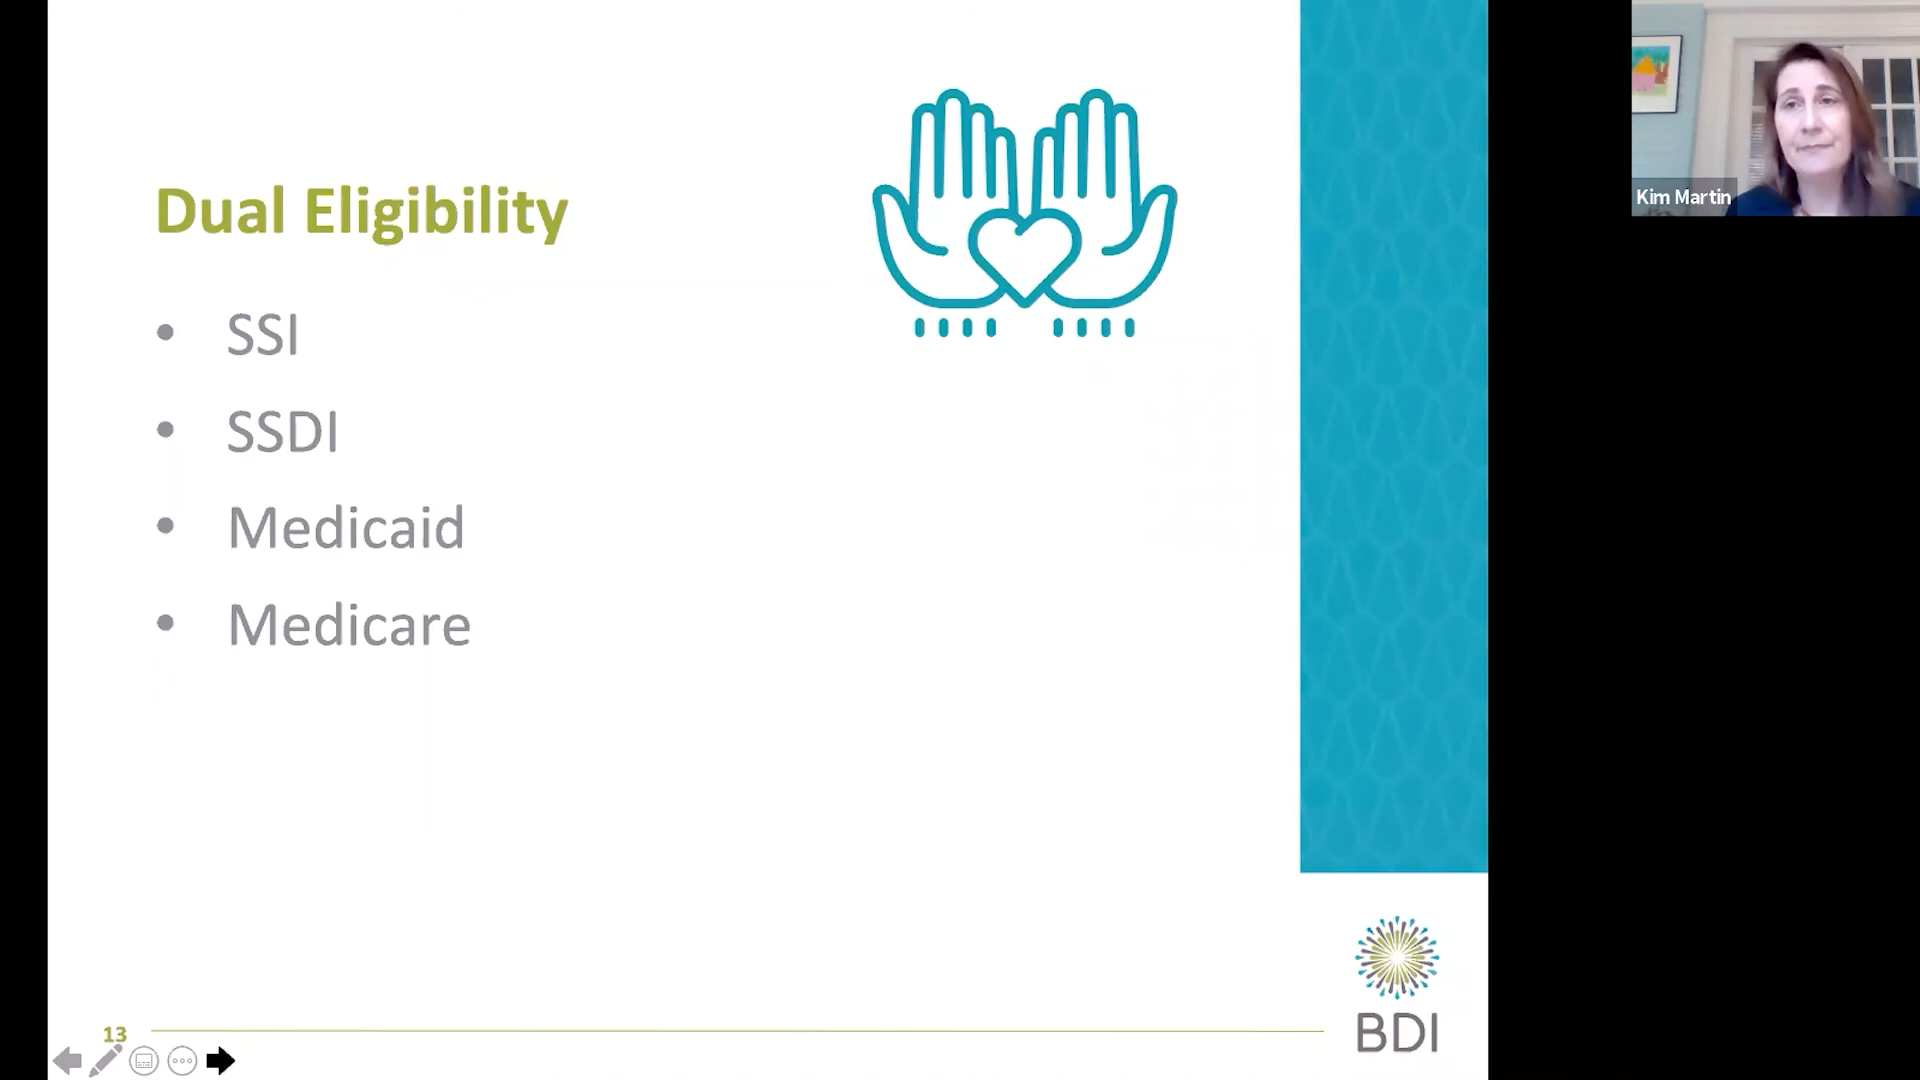 Dual Eligibility
• SSI
• SSDI
• Medicaid
• Medicare
13
BDI
Kim Martin